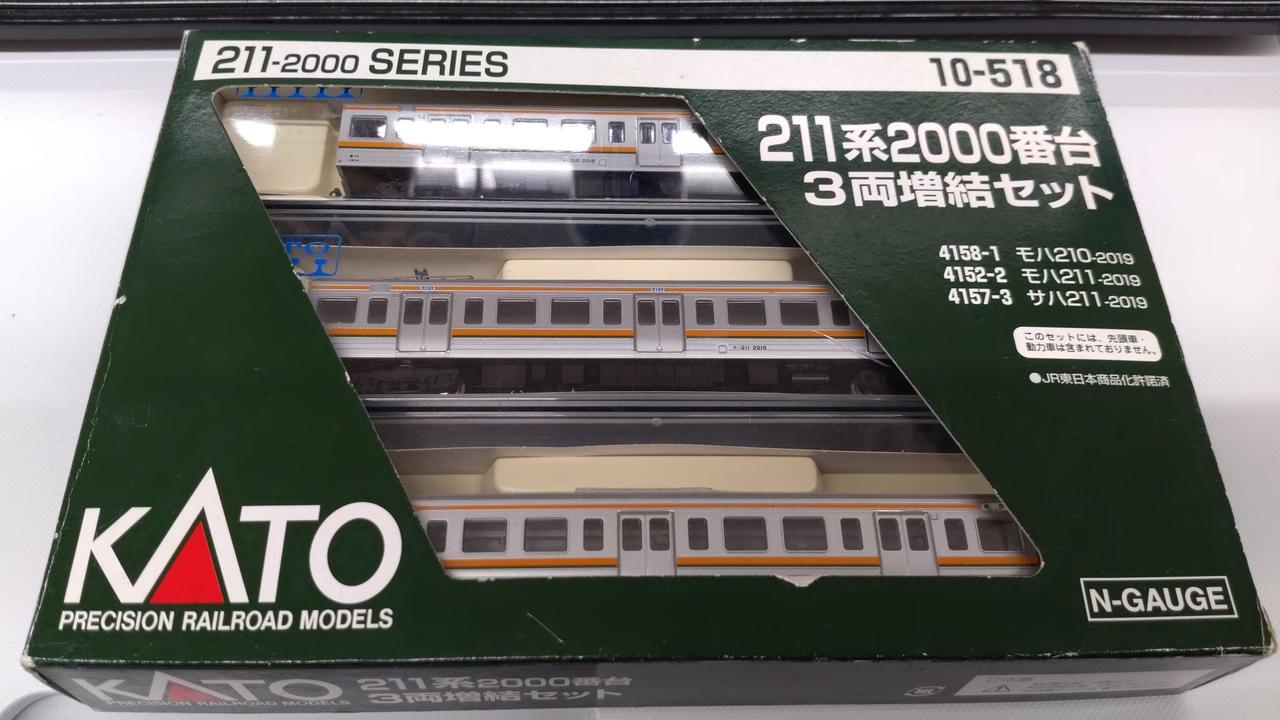 211-2000 SERIES
10-518
211系2000番台
3両増結セット
4158-1 モハ210-2019
4152-2 モハ211-2019
4157-3 サハ211-2019
このセットには、先頭車・
動力車は含まれておりません。
●JR東日本商品化許諾済
KATO
PRECISION RAILROAD MODELS
N-GAUGE
KATO
PRECISION RAILROAD MODELS
211系2000番台
3両増結セット